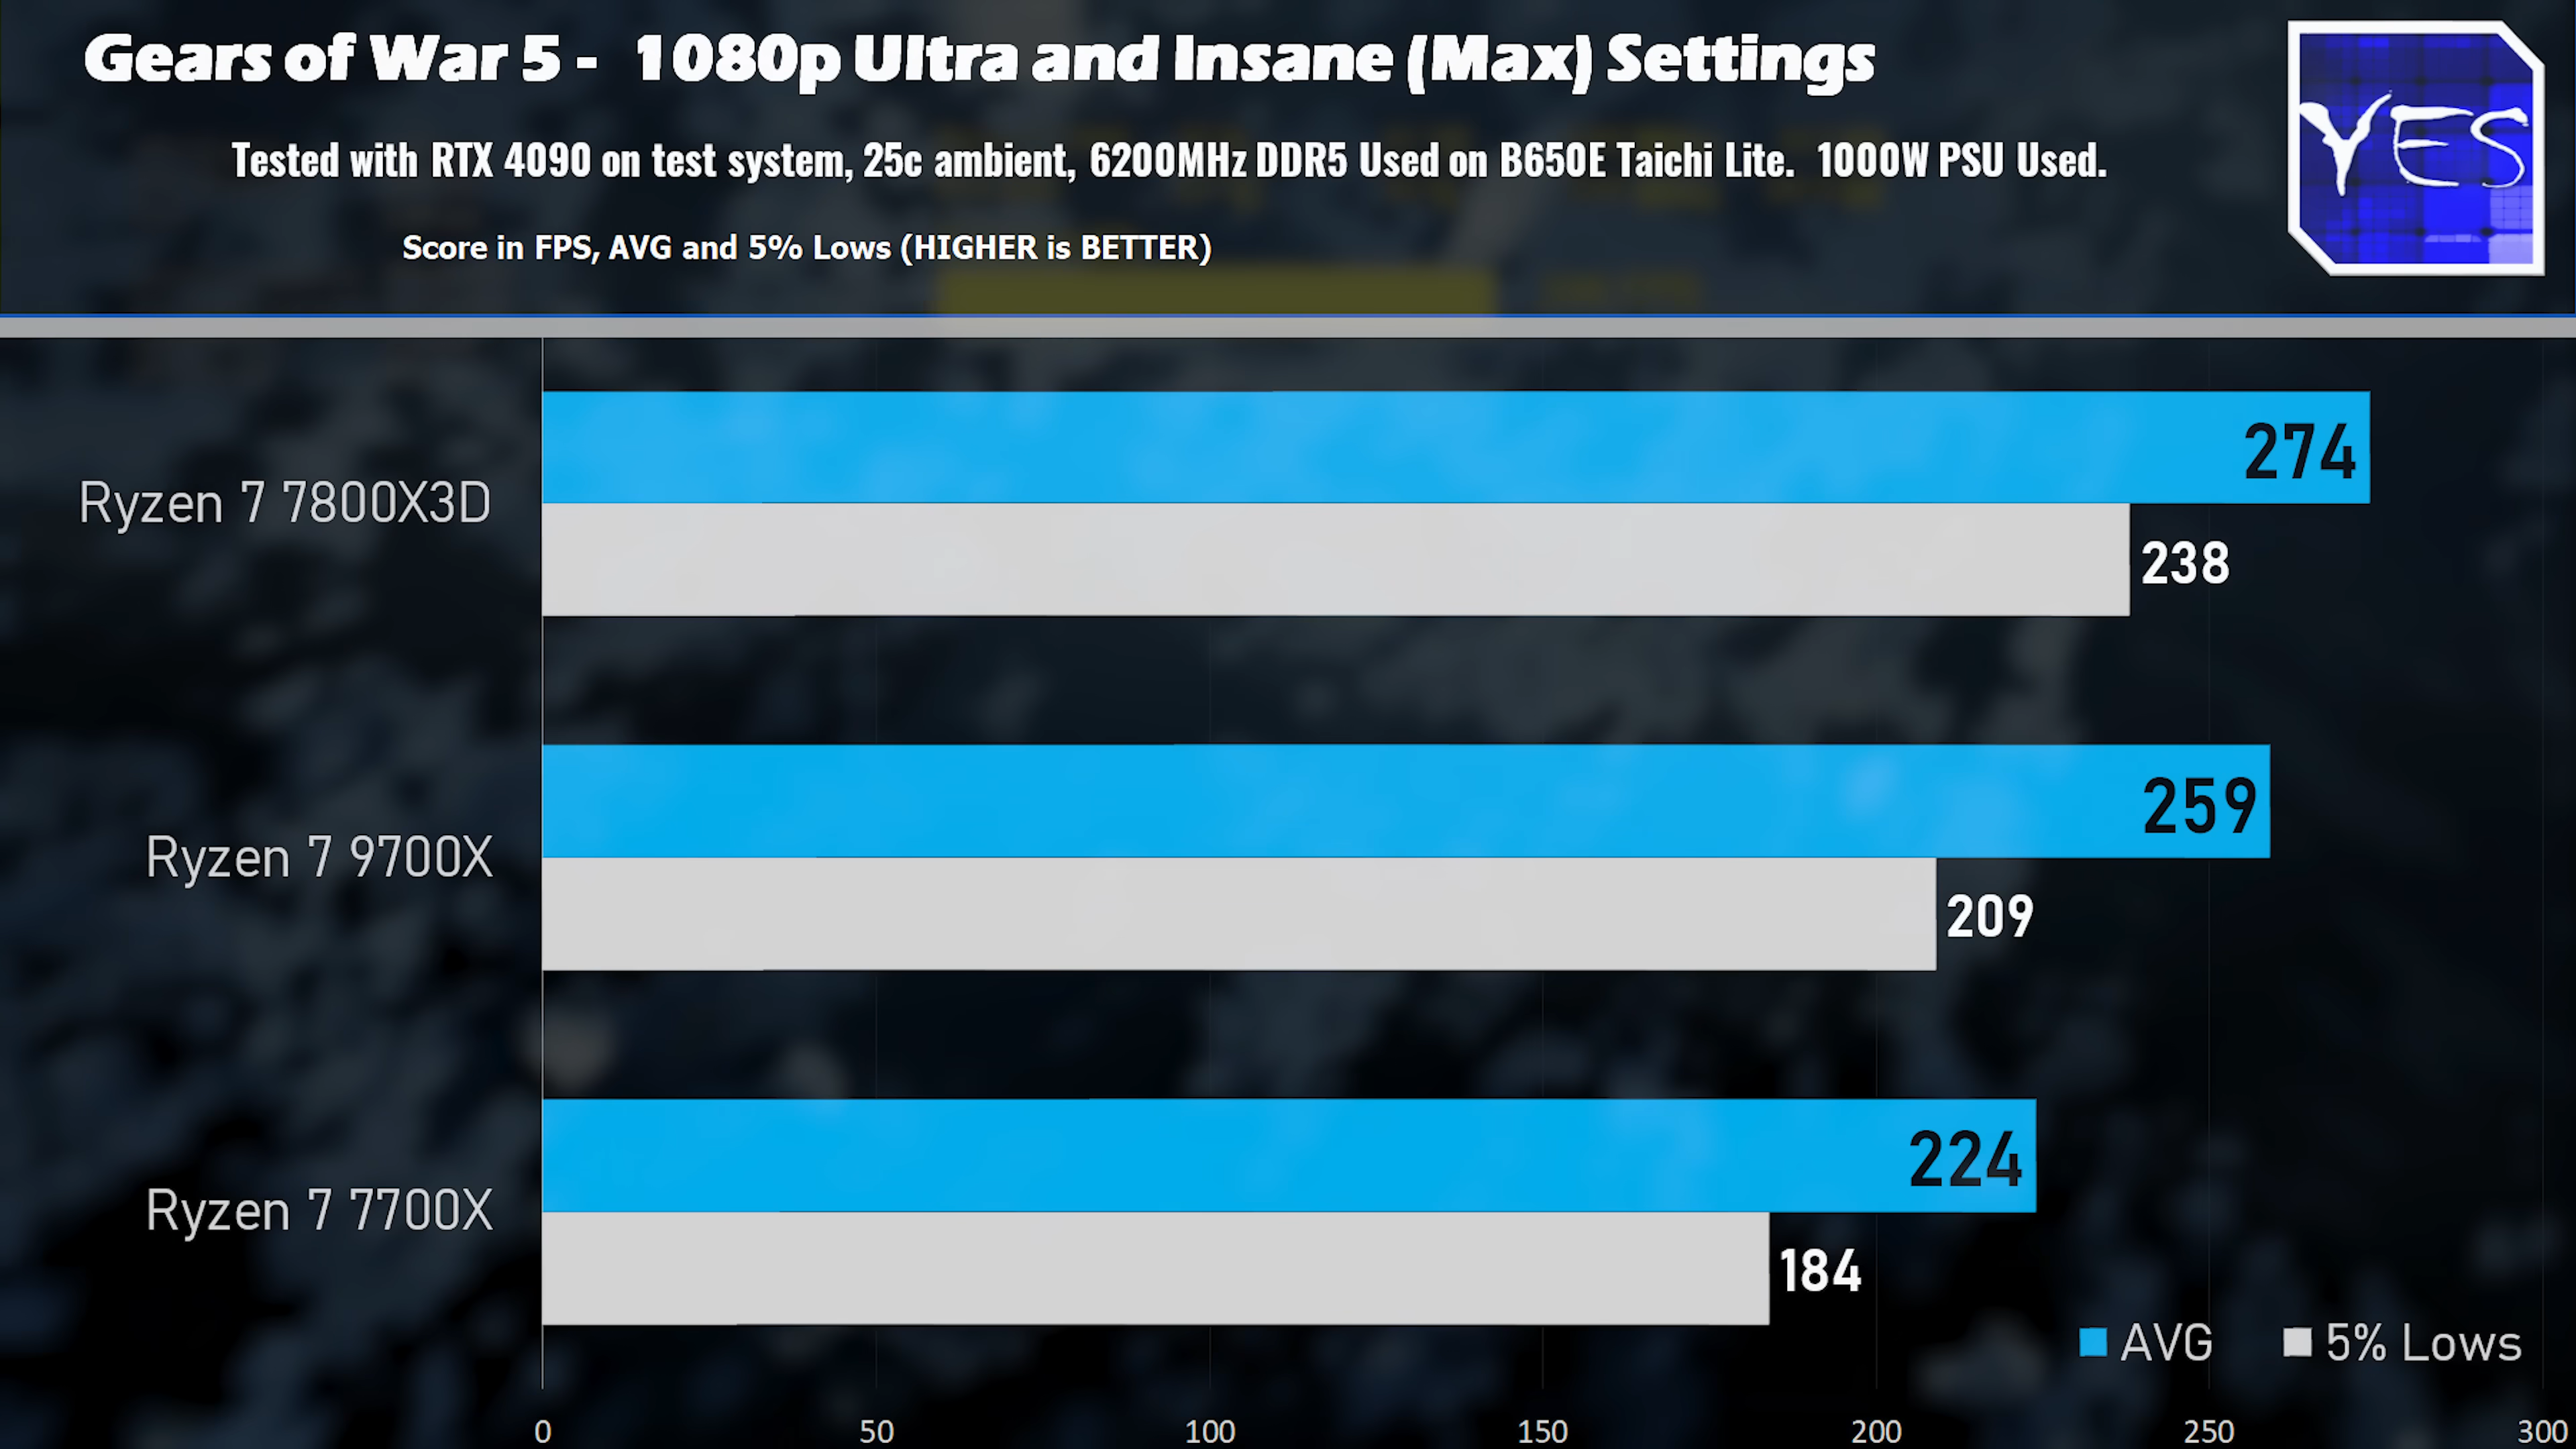 Gears of War 5 - 1080p Ultra and Insane (Max) Settings
YES
Tested with RTX 4090 on test system, 25c ambient, 6200MHz DDR5 Used on B650E Taichi Lite. 1000W PSU Used.
Score in FPS, AVG and 5% Lows (HIGHER is BETTER)
Ryzen 7 7800X3D
274
238
Ryzen 7 9700X
259
209
Ryzen 7 7700X
224
184
AVG 5% Lows
0 50 100 150 200 250 300